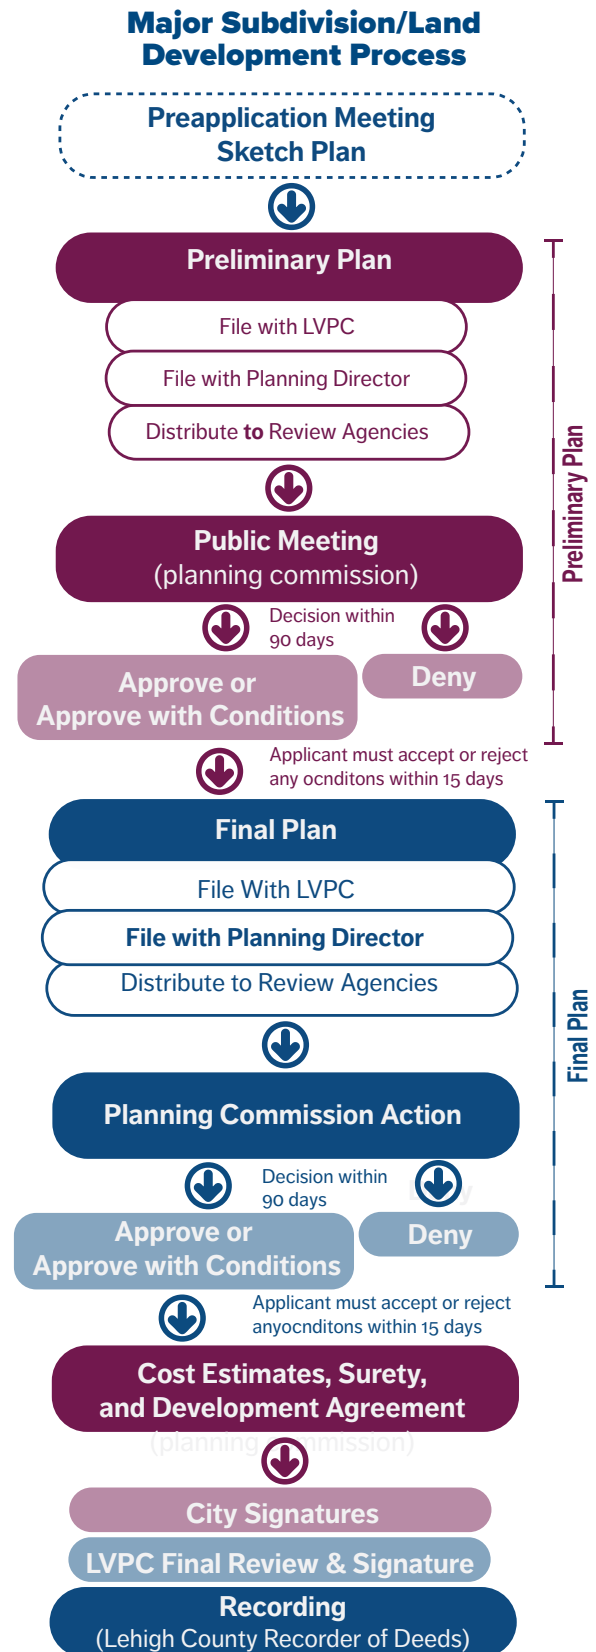 Major Subdivision/Land
Development Process
Preapplication Meeting
Sketch Plan
Preliminary Plan
File with LVPC
File with Planning Director
Distribute to Review Agencies
Preliminary Plan
Public Meeting
(planning commission)
Decision within
90 days
Approve or
Approve with Conditions
Deny
Applicant must accept or reject
any ocnditons within 15 days
Final Plan
File With LVPC
File with Planning Director
Distribute to Review Agencies
Final Plan
Planning Commission Action
Decision within
90 days
Approve or
Approve with Conditions
Deny
Applicant must accept or reject
anyocnditons within 15 days
Cost Estimates, Surety,
and Development Agreement
(planning commission)
City Signatures
LVPC Final Review & Signature
Recording
(Lehigh County Recorder of Deeds)